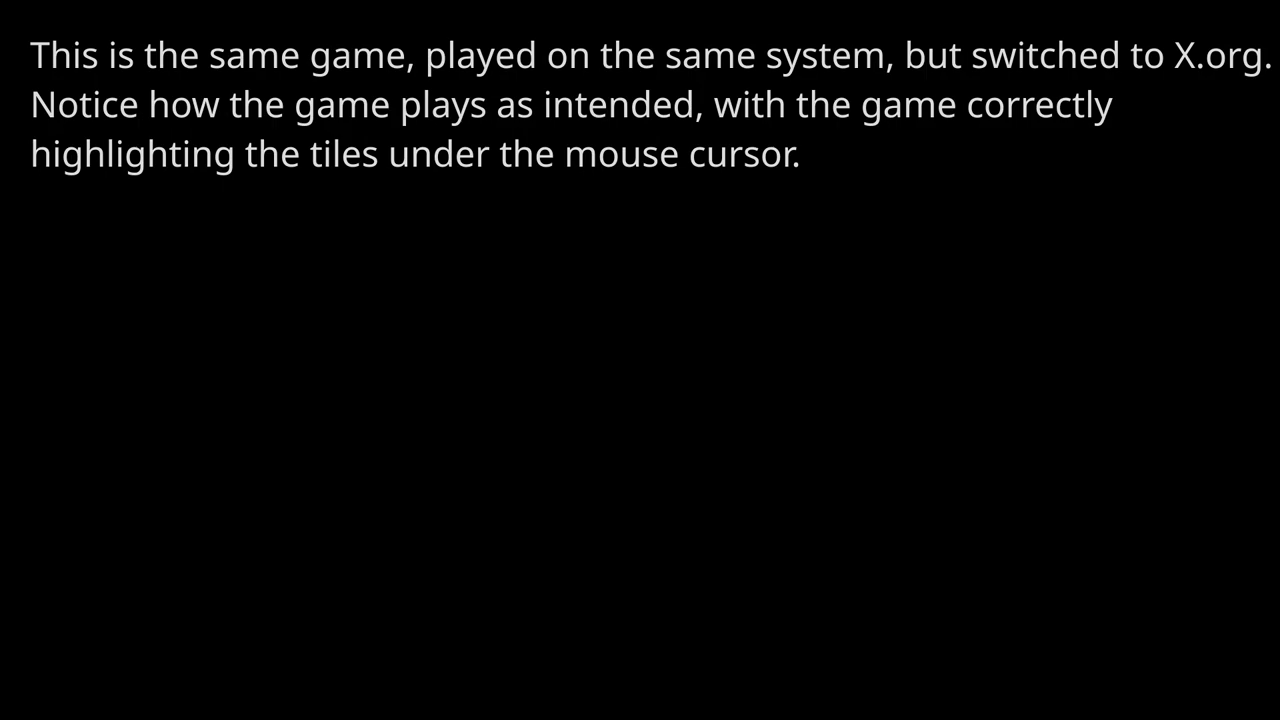 This is the same game, played on the same system, but switched to X.org.
Notice how the game plays as intended, with the game correctly
highlighting the tiles under the mouse cursor.